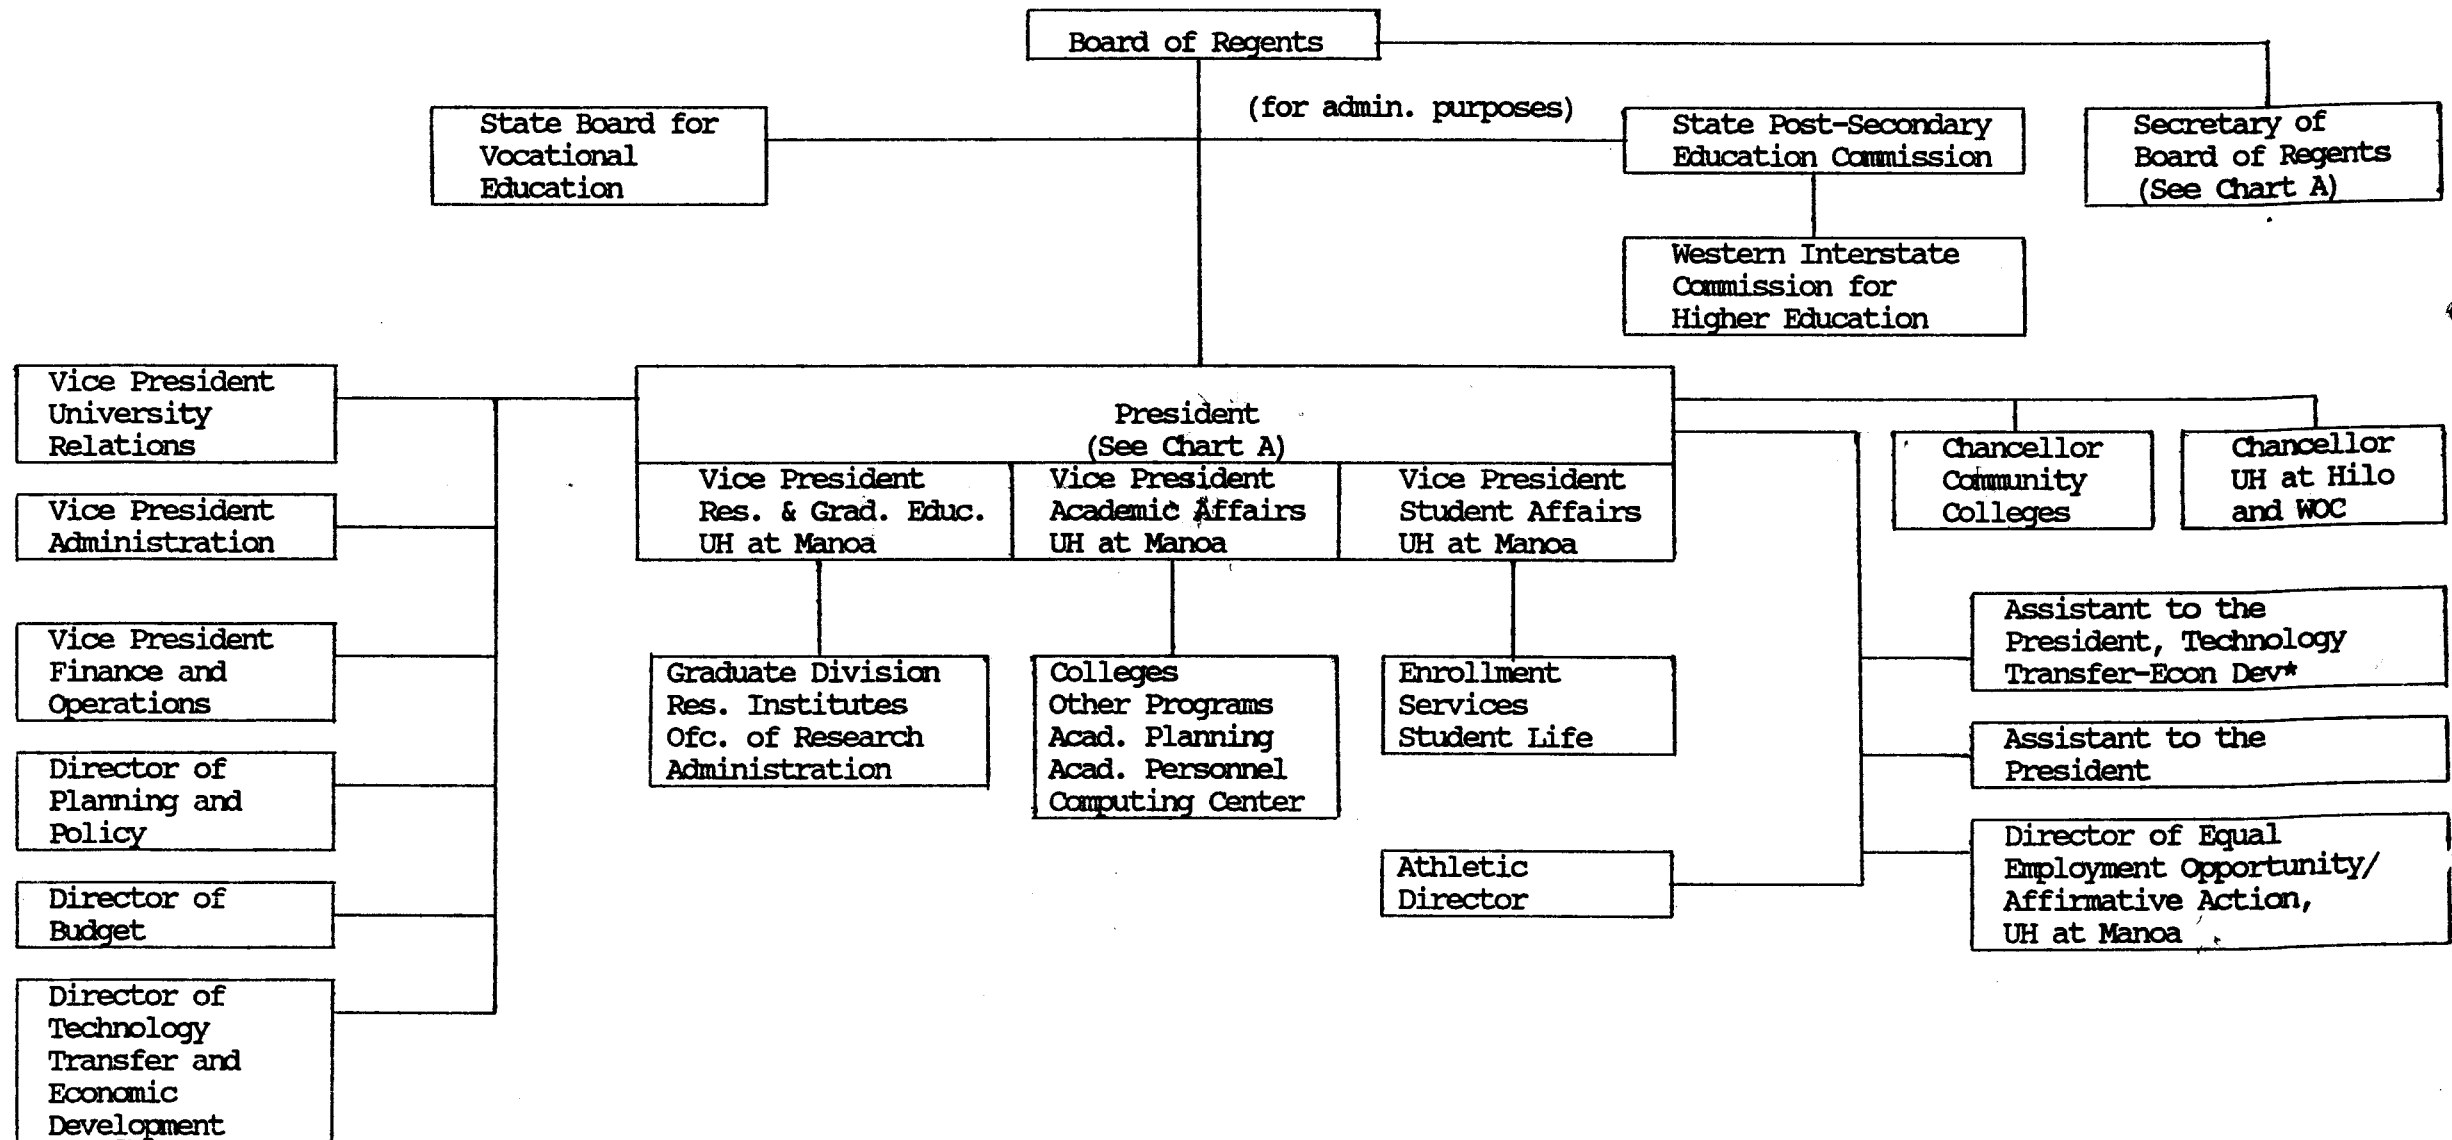 Board of Regents
(for admin. purposes)
State Board for
Vocational
Education
State Post-Secondary
Education Commission
Secretary of
Board of Regents
(See Chart A)
Western Interstate
Commission for
Higher Education
Vice President
University
Relations
President
(See Chart A)
Vice President
Res. & Grad. Educ.
UH at Manoa
Vice President
Academic Affairs
UH at Manoa
Vice President
Student Affairs
UH at Manoa
Chancellor
Community
Colleges
Chancellor
UH at Hilo
and WOC
Vice President
Administration
Vice President
Finance and
Operations
Graduate Division
Res. Institutes
Ofc. of Research
Administration
Colleges
Other Programs
Acad. Planning
Acad. Personnel
Computing Center
Enrollment
Services
Student Life
Assistant to the
President, Technology
Transfer-Econ Dev*
Assistant to the
President
Director of
Planning and
Policy
Athletic
Director
Director of Equal
Employment Opportunity/
Affirmative Action,
UH at Manoa
Director of
Budget
Director of
Technology
Transfer and
Economic
Development